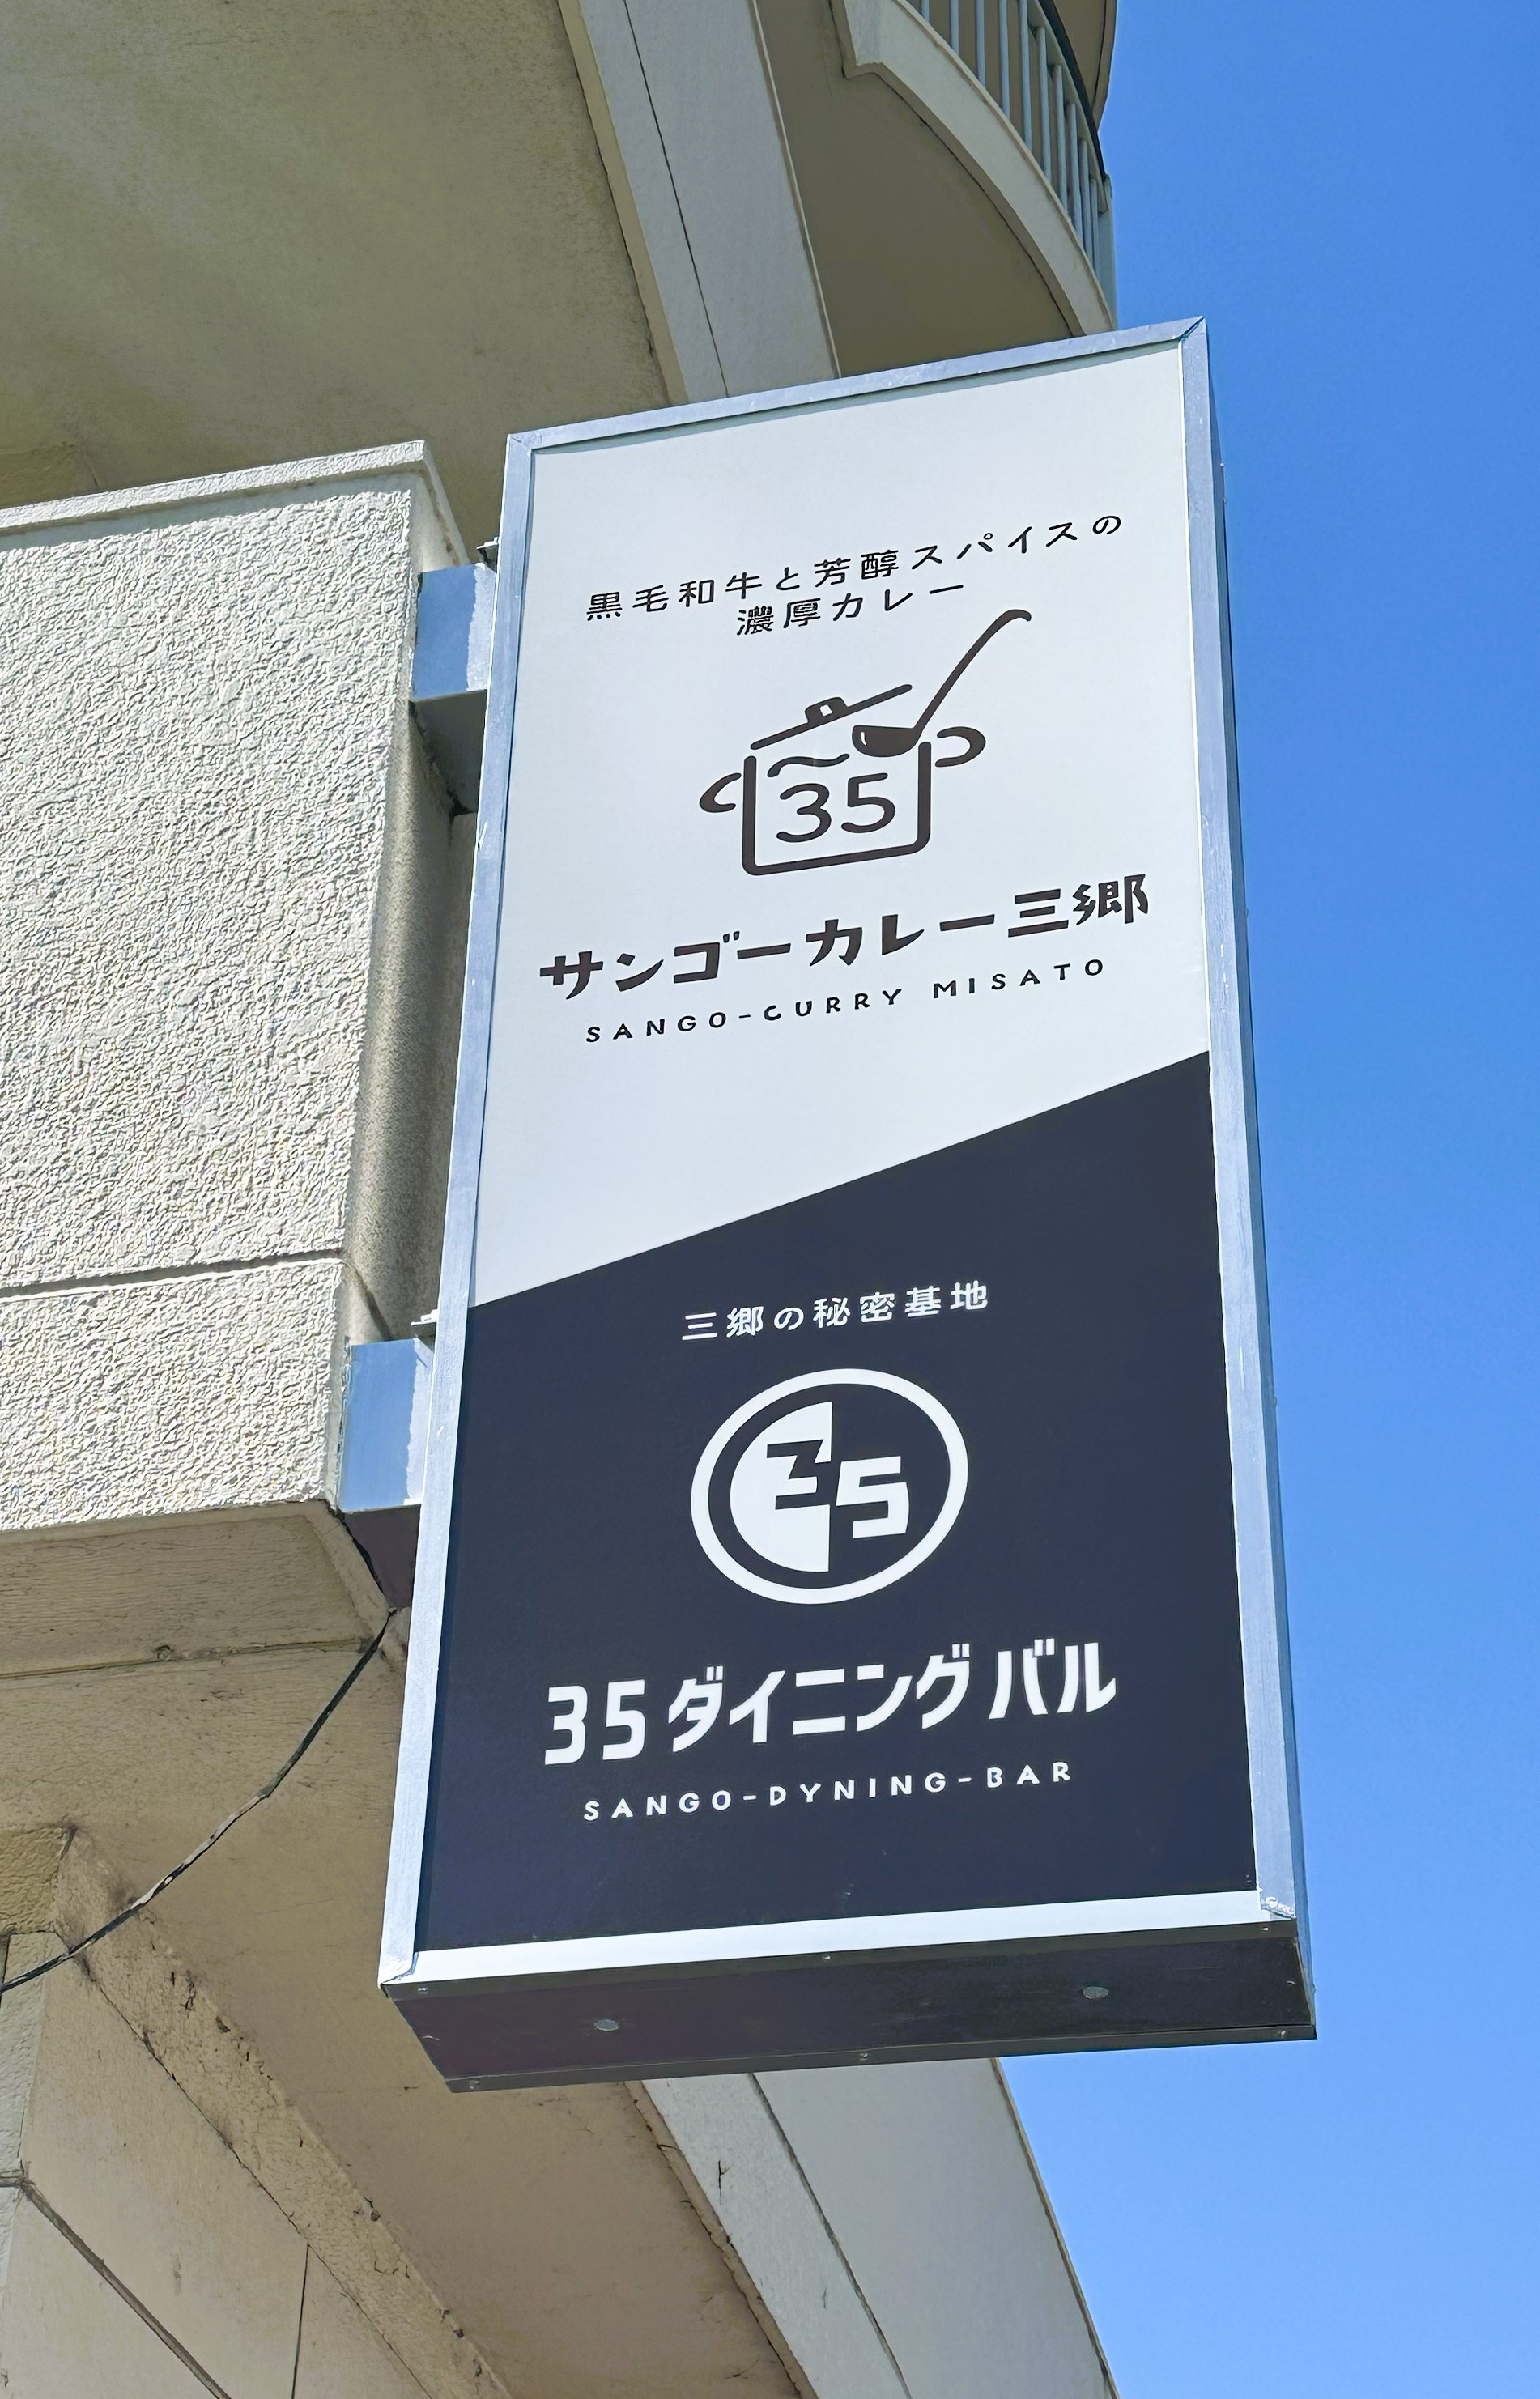 黒毛和牛と芳醇スパイスの
濃厚カレー
35
サンゴーカレー三郷
SANGO-CURRY MISATO
三郷の秘密基地
35
35ダイニングバル
SANGO-DYNING-BAR